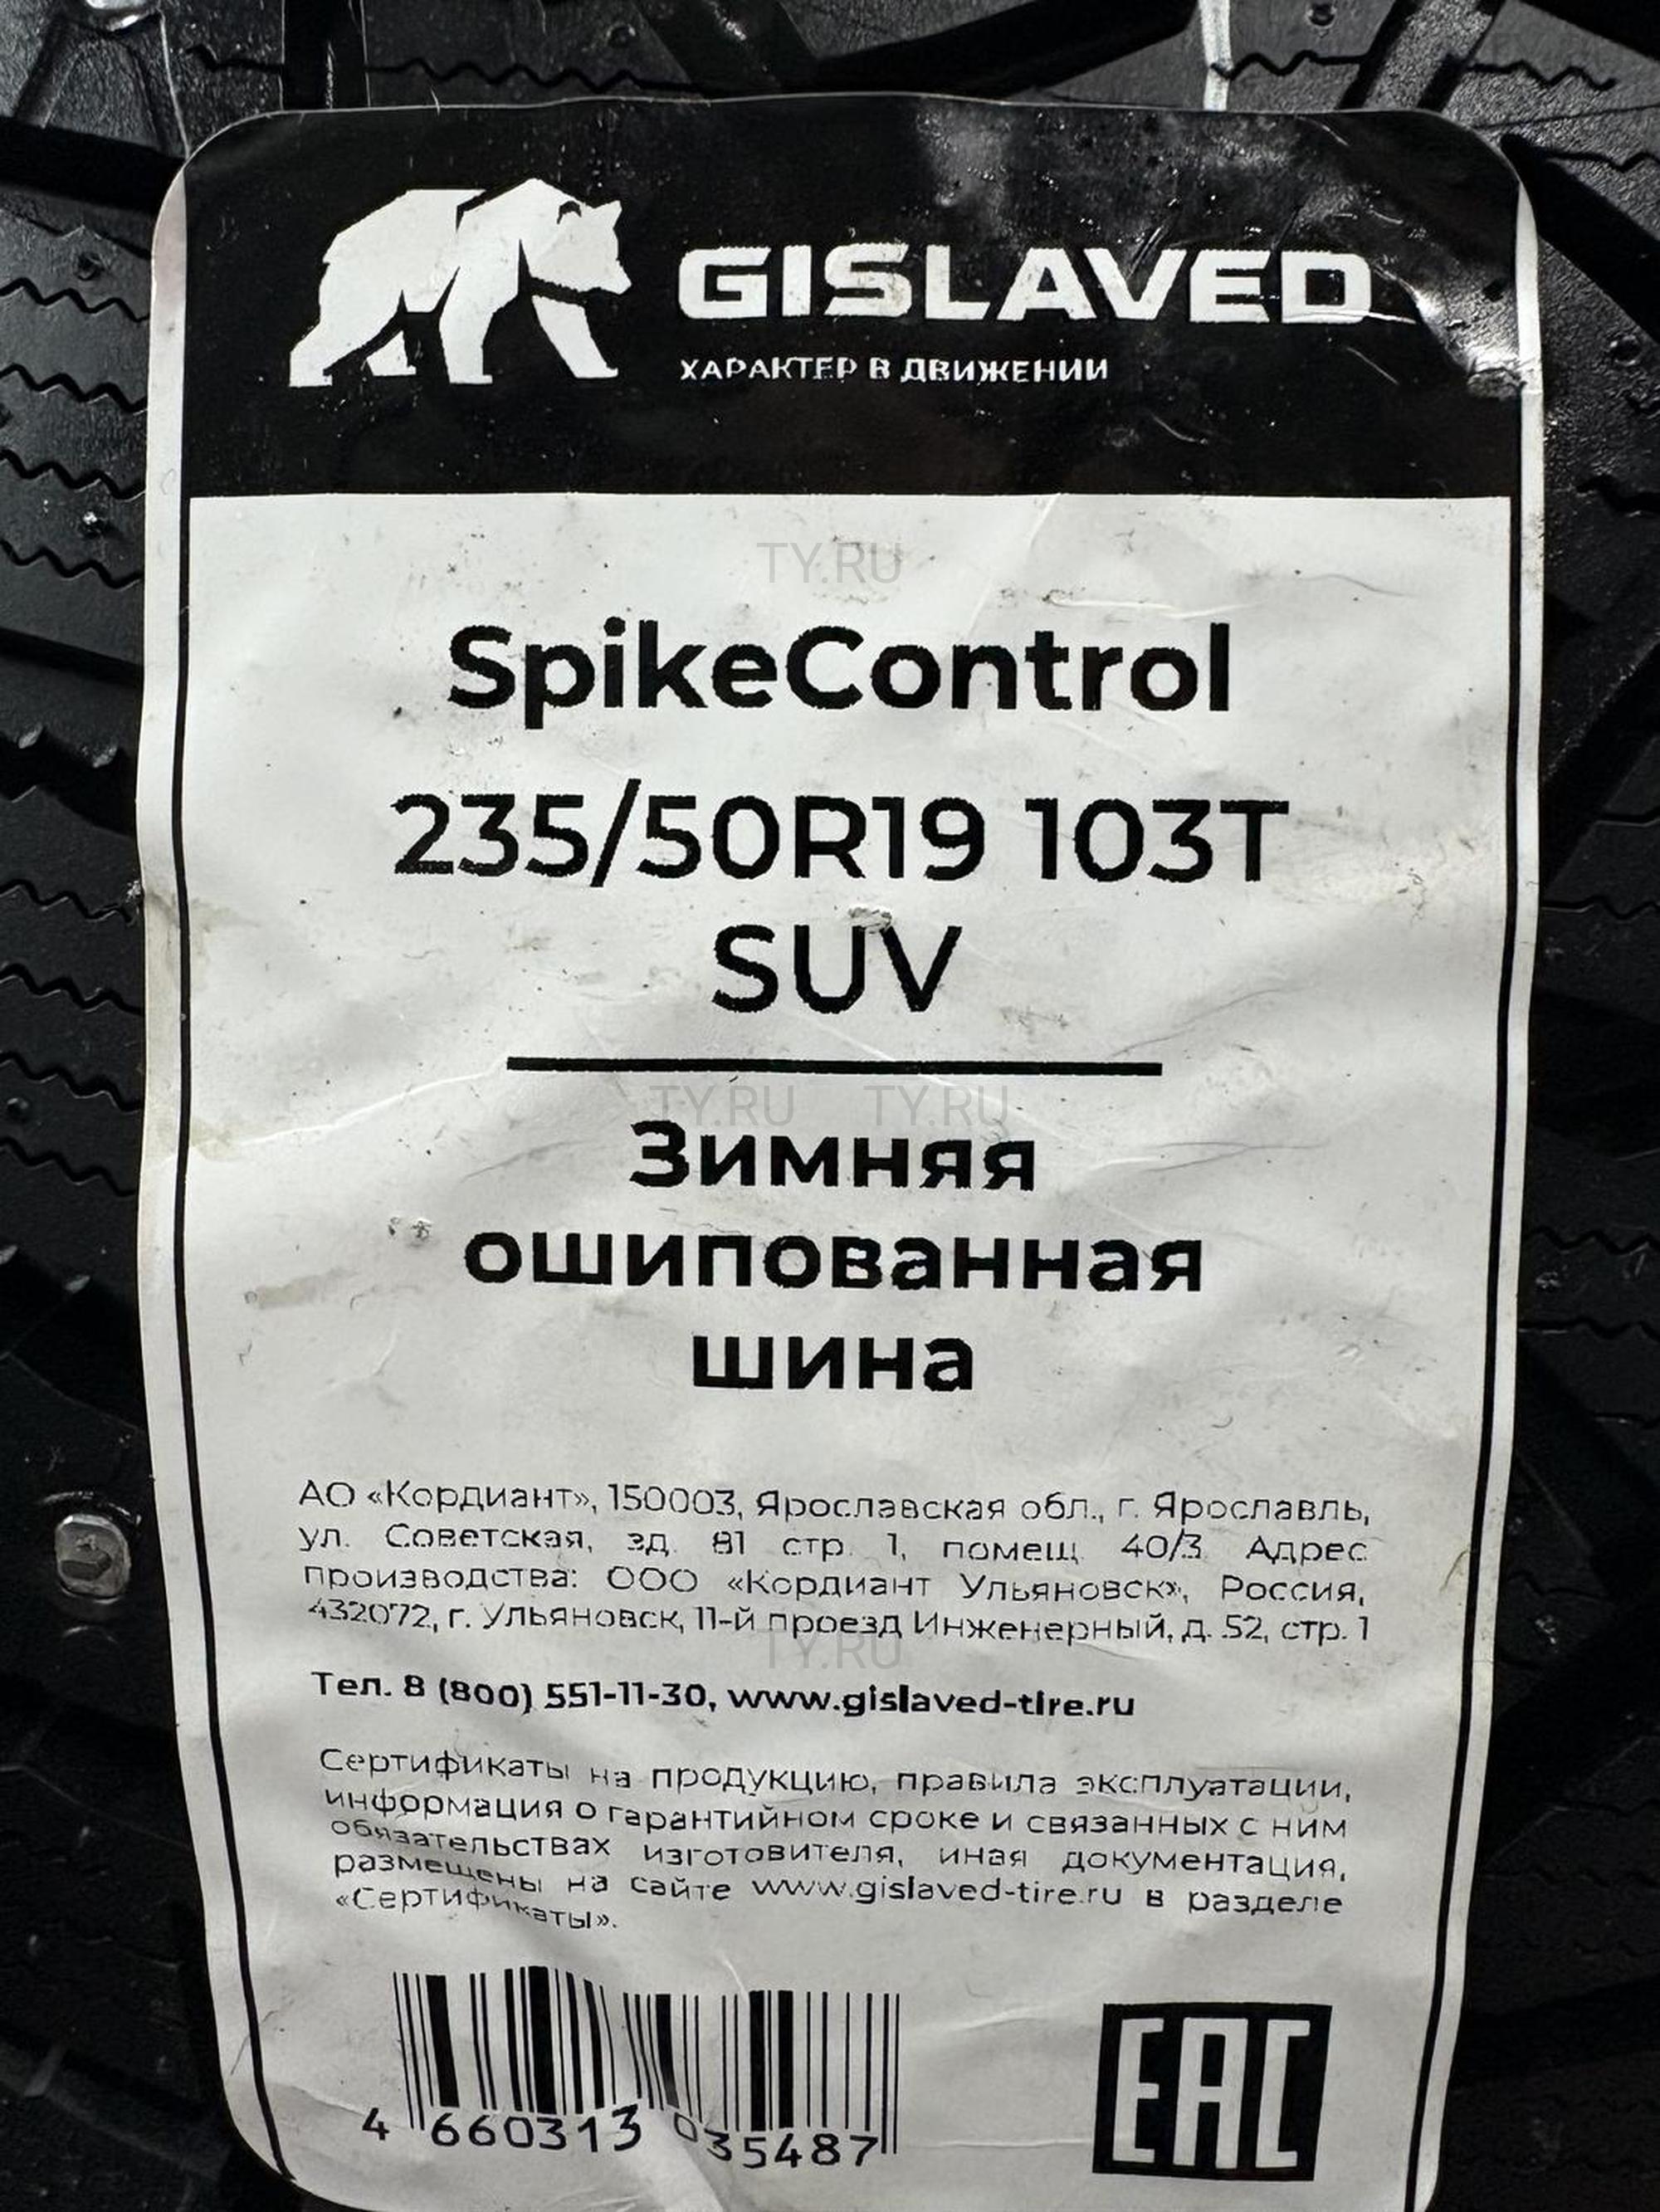 GISLAVED
ХАРАКТЕР В ДВИЖЕНИИ
TY.RU
SpikeControl
235/50R19 103T
SUV
TY.RU TY.RU
Зимняя
ошипованная
шина
АО «Кордиант», 150003, Ярославская обл., г. Ярославль,
ул. Советская, зд. 81 стр. 1, помещ. 40/3. Адрес
производства: ООО «Кордиант Ульяновск», Россия,
432072, г. Ульяновск, 11-й проезд Инженерный, д. 52, стр. 1
TY.RU
Тел. 8 (800) 551-11-30, www.gislaved-tire.ru
Сертификаты на продукцию, правила эксплуатации,
информация о гарантийном сроке и связанных с ним
обязательствах изготовителя, иная документация,
размещены на сайте www.gislaved-tire.ru в разделе
«Сертификаты».
4 660313 035487
EAC